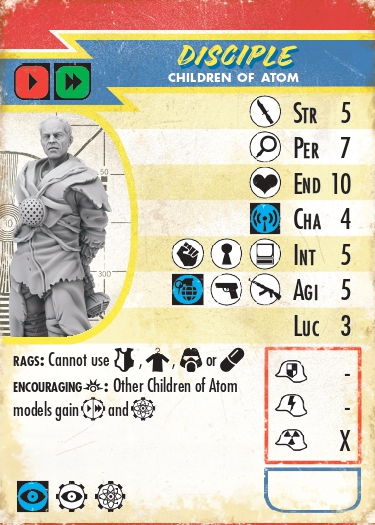 DISCIPLE
CHILDREN OF ATOM
STR 5
PER 7
END 10
CHA 4
INT 5
AGI 5
LUC 3
50
300
RAGS: Cannot use , , or
ENCOURAGING : Other Children of Atom
models gain and
-
-
X